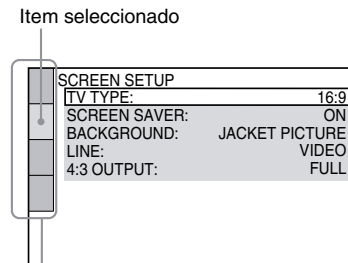 Item seleccionado
SCREEN SETUP
TV TYPE: 16:9
SCREEN SAVER: ON
BACKGROUND: JACKET PICTURE
LINE: VIDEO
4:3 OUTPUT: FULL